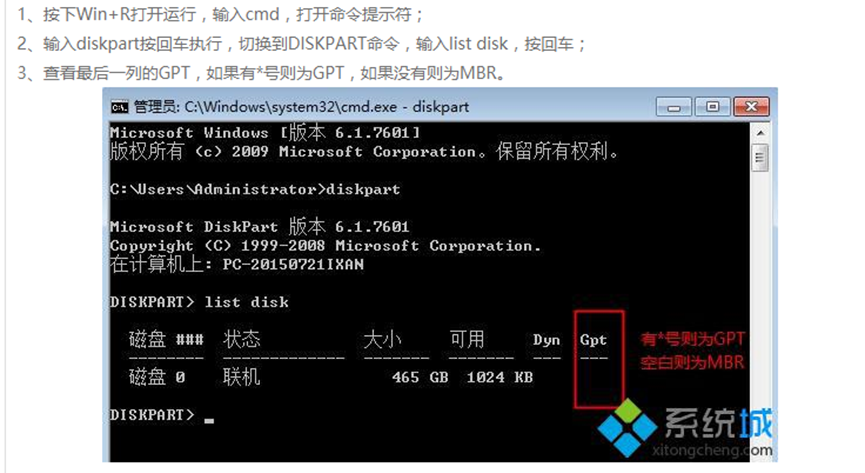 1、按下Win+R打开运行，输入cmd，打开命令提示符；
2、输入diskpart按回车执行，切换到DISKPART命令，输入list disk，按回车；
3、查看最后一列的GPT，如果有*号则为GPT，如果没有则为MBR。
管理员: C:\Windows\system32\cmd.exe - diskpart
Microsoft Windows [版本 6.1.7601]
版权所有 (c) 2009 Microsoft Corporation。保留所有权利。
C:\Users\Administrator>diskpart
Microsoft DiskPart 版本 6.1.7601
Copyright (C) 1999-2008 Microsoft Corporation.
在计算机上: PC-20150721IXAN
DISKPART> list disk
磁盘 ### 状态 大小 可用 Dyn Gpt
-------- ------------- ------- ------- --- ---
磁盘 0 联机 465 GB 1024 KB
有*号则为GPT
空白则为MBR
DISKPART> _
系统城
xitongcheng.com